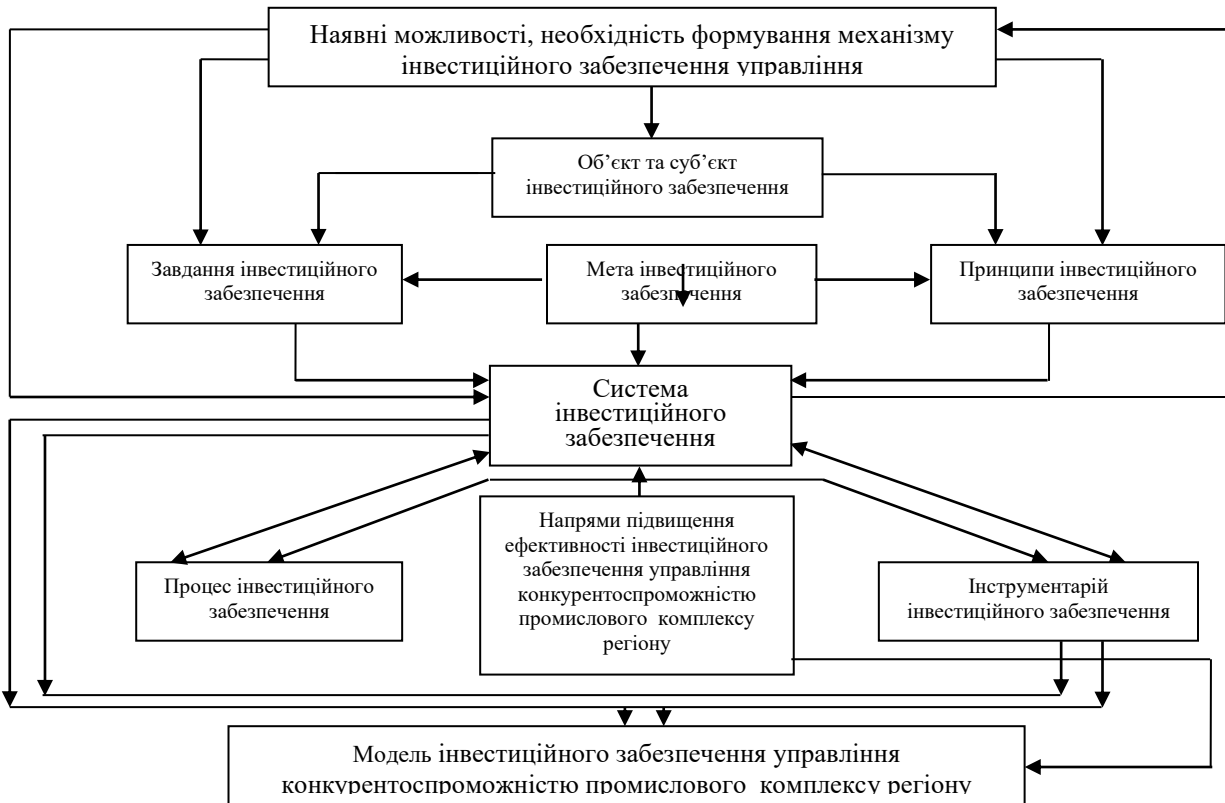 Наявні можливості, необхідність формування механізму
інвестиційного забезпечення управління
Об’єкт та суб’єкт
інвестиційного забезпечення
Завдання інвестиційного
забезпечення
Мета інвестиційного
забезпечення
Принципи інвестиційного
забезпечення
Система
інвестиційного
забезпечення
Напрями підвищення
ефективності інвестиційного
забезпечення управління
конкурентоспроможністю
промислового комплексу
регіону
Процес інвестиційного
забезпечення
Інструментарій
інвестиційного забезпечення
Модель інвестиційного забезпечення управління
конкурентоспроможністю промислового комплексу регіону